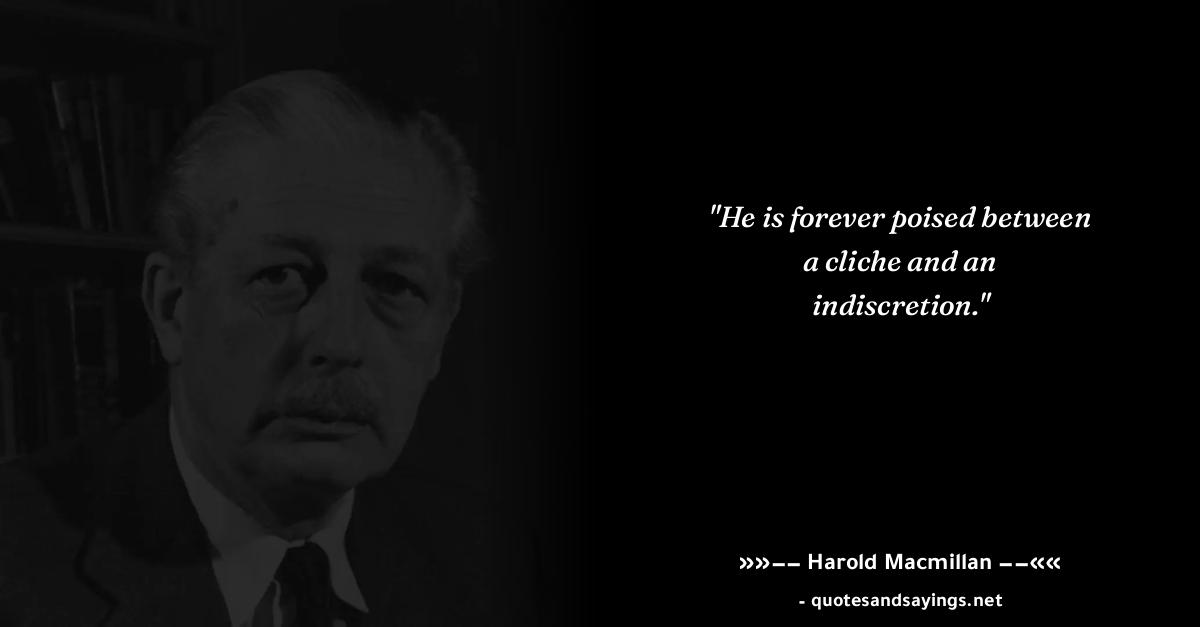 "He is forever poised between
a cliche and an
indiscretion."
»»–– Harold Macmillan ––««
- quotesandsayings.net